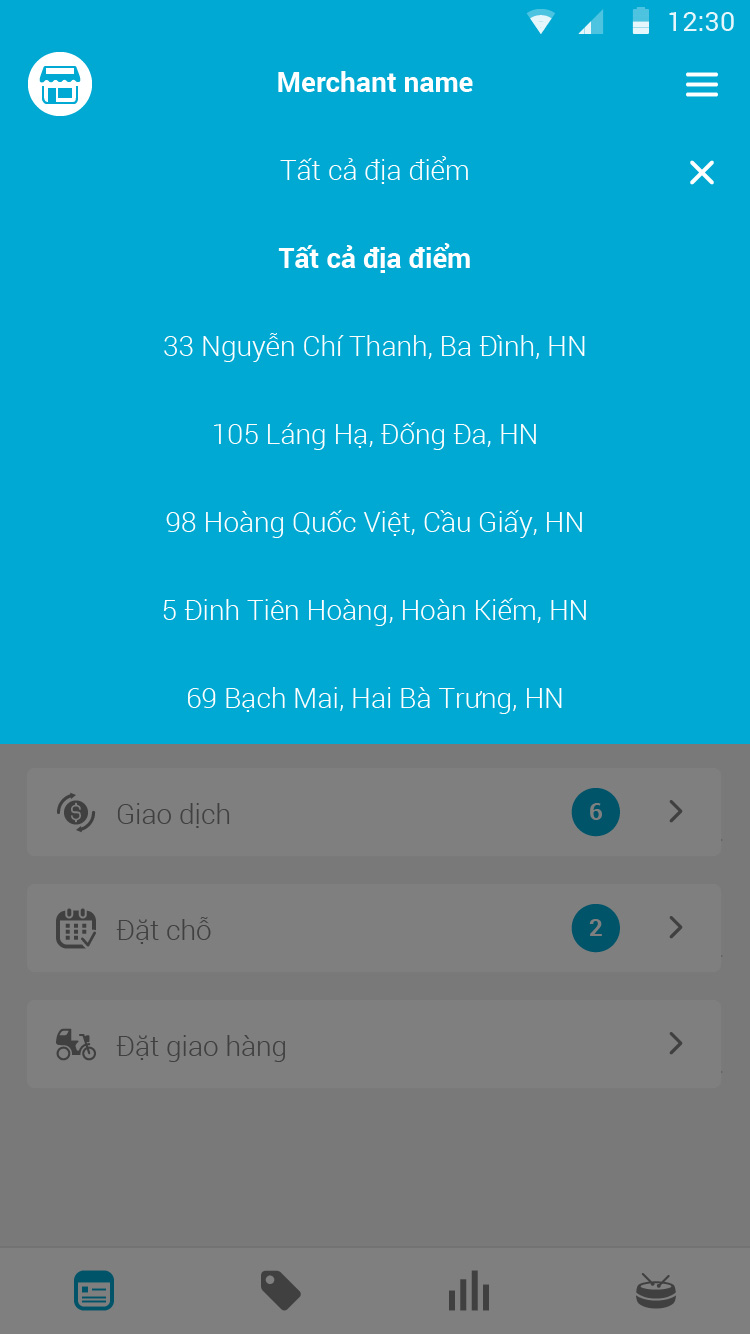 12:30
Merchant name
Tất cả địa điểm
Tất cả địa điểm
33 Nguyễn Chí Thanh, Ba Đình, HN
105 Láng Hạ, Đống Đa, HN
98 Hoàng Quốc Việt, Cầu Giấy, HN
5 Đinh Tiên Hoàng, Hoàn Kiếm, HN
69 Bạch Mai, Hai Bà Trưng, HN
Giao dịch 6
Đặt chỗ 2
Đặt giao hàng